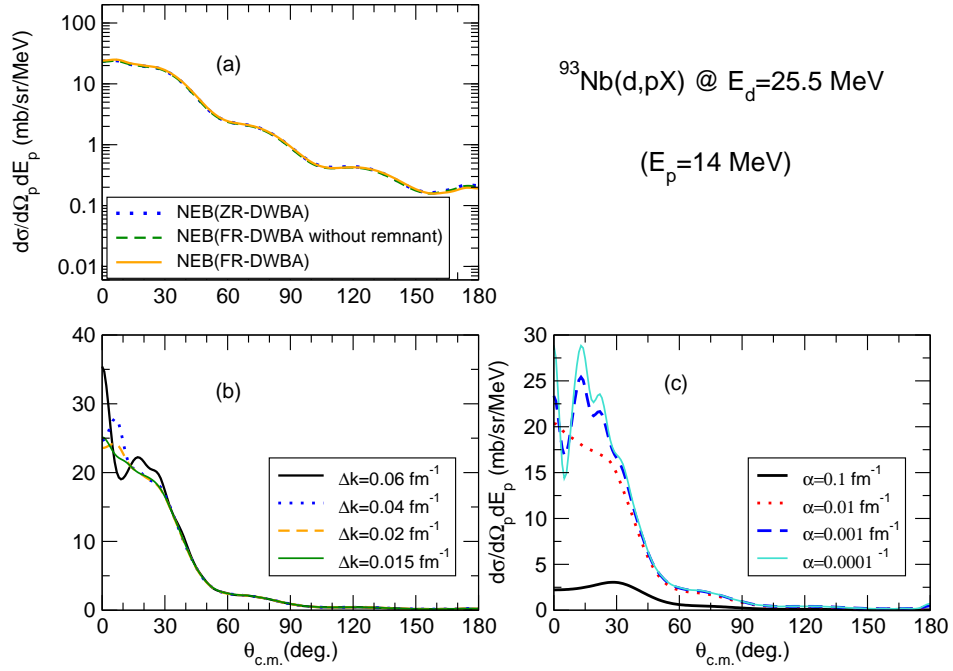 100
10
1
0.1
0.01
dσ/dΩ_p dE_p (mb/sr/MeV)
(a)
NEB(ZR-DWBA)
NEB(FR-DWBA without remnant)
NEB(FR-DWBA)
0 30 60 90 120 150 180
⁹³Nb(d,pX) @ E_d=25.5 MeV
(E_p=14 MeV)
40
30
20
10
0
(b)
Δk=0.06 fm⁻¹
Δk=0.04 fm⁻¹
Δk=0.02 fm⁻¹
Δk=0.015 fm⁻¹
0 30 60 90 120 150 180
θ_c.m.(deg.)
30
25
20
15
10
5
0
dσ/dΩ_p dE_p (mb/sr/MeV)
(c)
α=0.1 fm⁻¹
α=0.01 fm⁻¹
α=0.001 fm⁻¹
α=0.0001 ⁻¹
0 30 60 90 120 150 180
θ_c.m.(deg.)